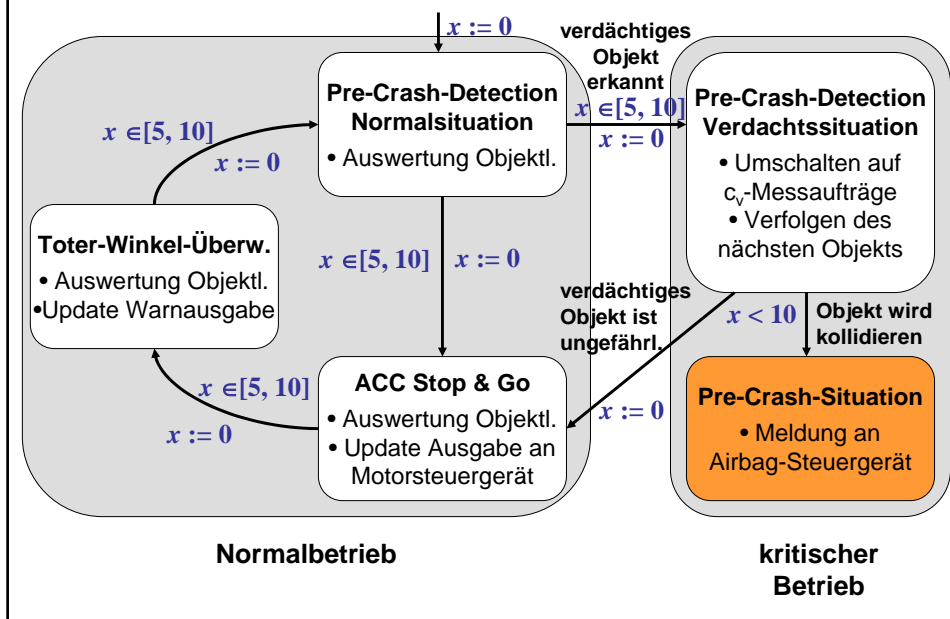 x := 0
Pre-Crash-Detection
Normalsituation
• Auswertung Objektl.
x ∈[5, 10]
x := 0
Toter-Winkel-Überw.
• Auswertung Objektl.
•Update Warnausgabe
x ∈[5, 10]
x := 0
x ∈[5, 10]
x := 0
ACC Stop & Go
• Auswertung Objektl.
• Update Ausgabe an
Motorsteuergerät
verdächtiges
Objekt
erkannt
x ∈[5, 10]
x := 0
Pre-Crash-Detection
Verdachtssituation
• Umschalten auf
cv-Messaufträge
• Verfolgen des
nächsten Objekts
verdächtiges
Objekt ist
ungefährl.
x := 0
x < 10
Objekt wird
kollidieren
Pre-Crash-Situation
• Meldung an
Airbag-Steuergerät
Normalbetrieb
kritischer
Betrieb